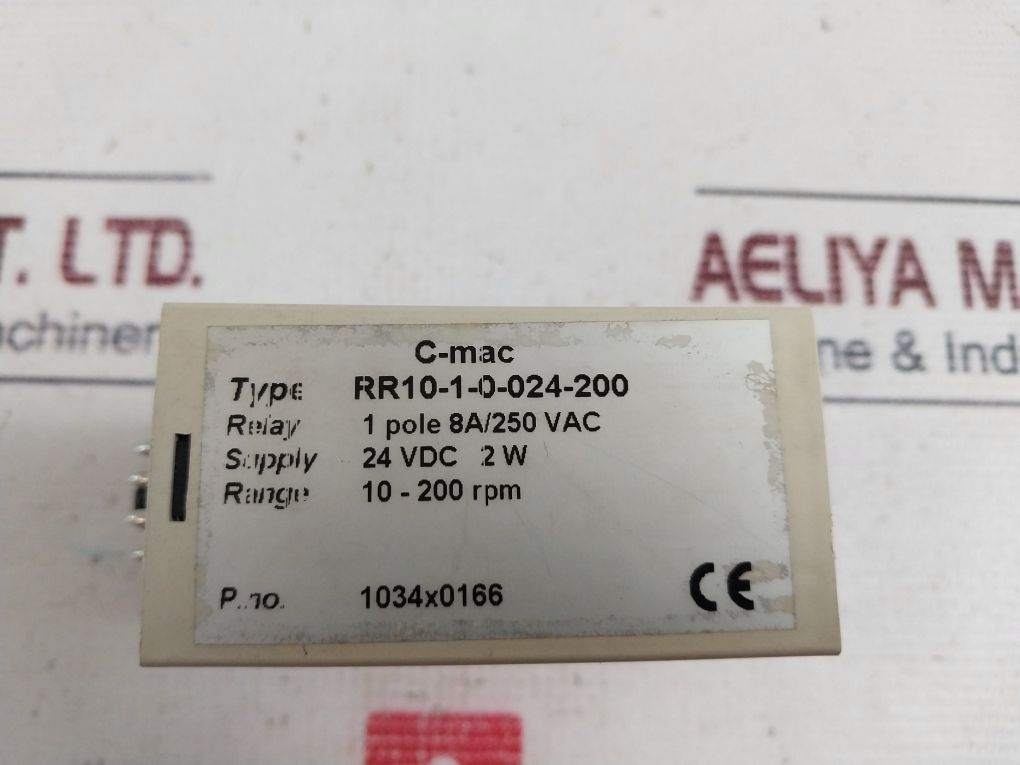 T. LTD.
AELIYA M
achiner
ne & Ind
C-mac
Type RR10-1-0-024-200
Relay 1 pole 8A/250 VAC
Supply 24 VDC 2 W
Range 10 - 200 rpm
P.no. 1034x0166
CE